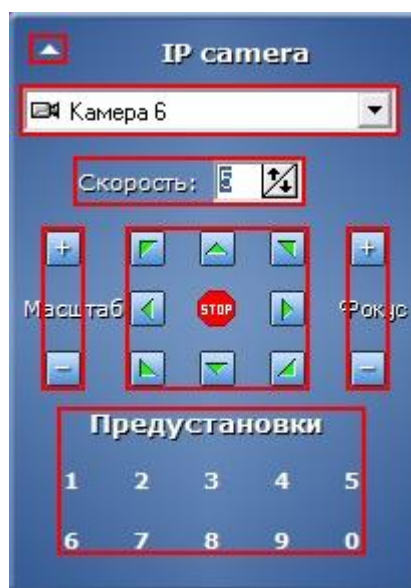 IP camera
Камера 6
Скорость: 5
+ +
Масштаб STOP Фокус
− −
Предустановки
1 2 3 4 5
6 7 8 9 0